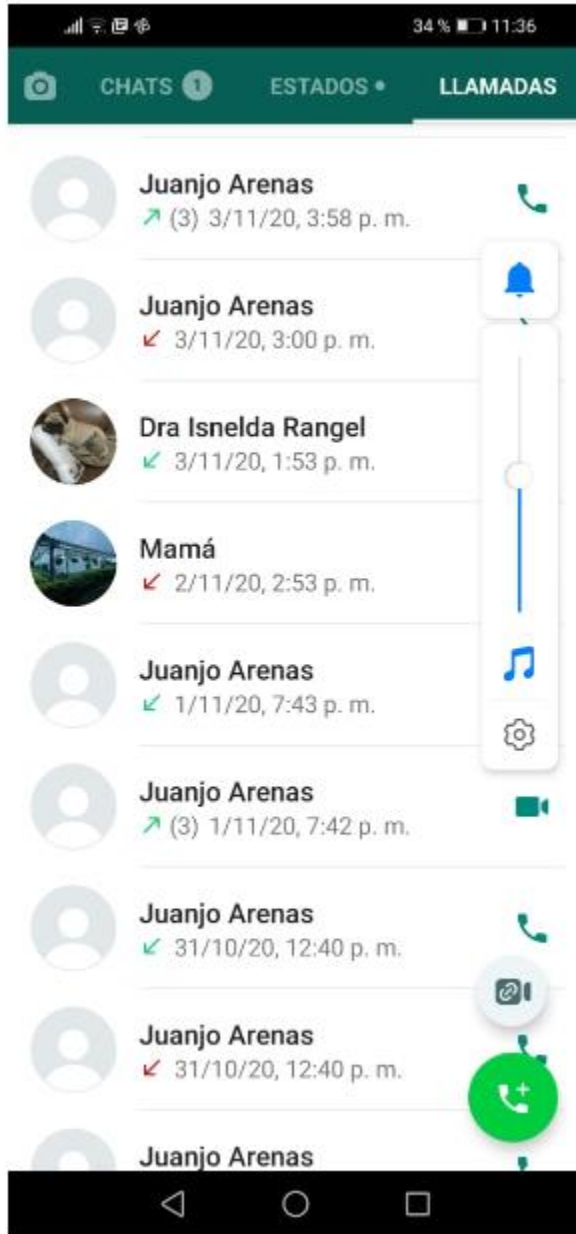 34 % 11:36
CHATS 1 ESTADOS • LLAMADAS
Juanjo Arenas
(3) 3/11/20, 3:58 p. m.
Juanjo Arenas
3/11/20, 3:00 p. m.
Dra Isnelda Rangel
3/11/20, 1:53 p. m.
Mamá
2/11/20, 2:53 p. m.
Juanjo Arenas
1/11/20, 7:43 p. m.
Juanjo Arenas
(3) 1/11/20, 7:42 p. m.
Juanjo Arenas
31/10/20, 12:40 p. m.
Juanjo Arenas
31/10/20, 12:40 p. m.
Juanjo Arenas